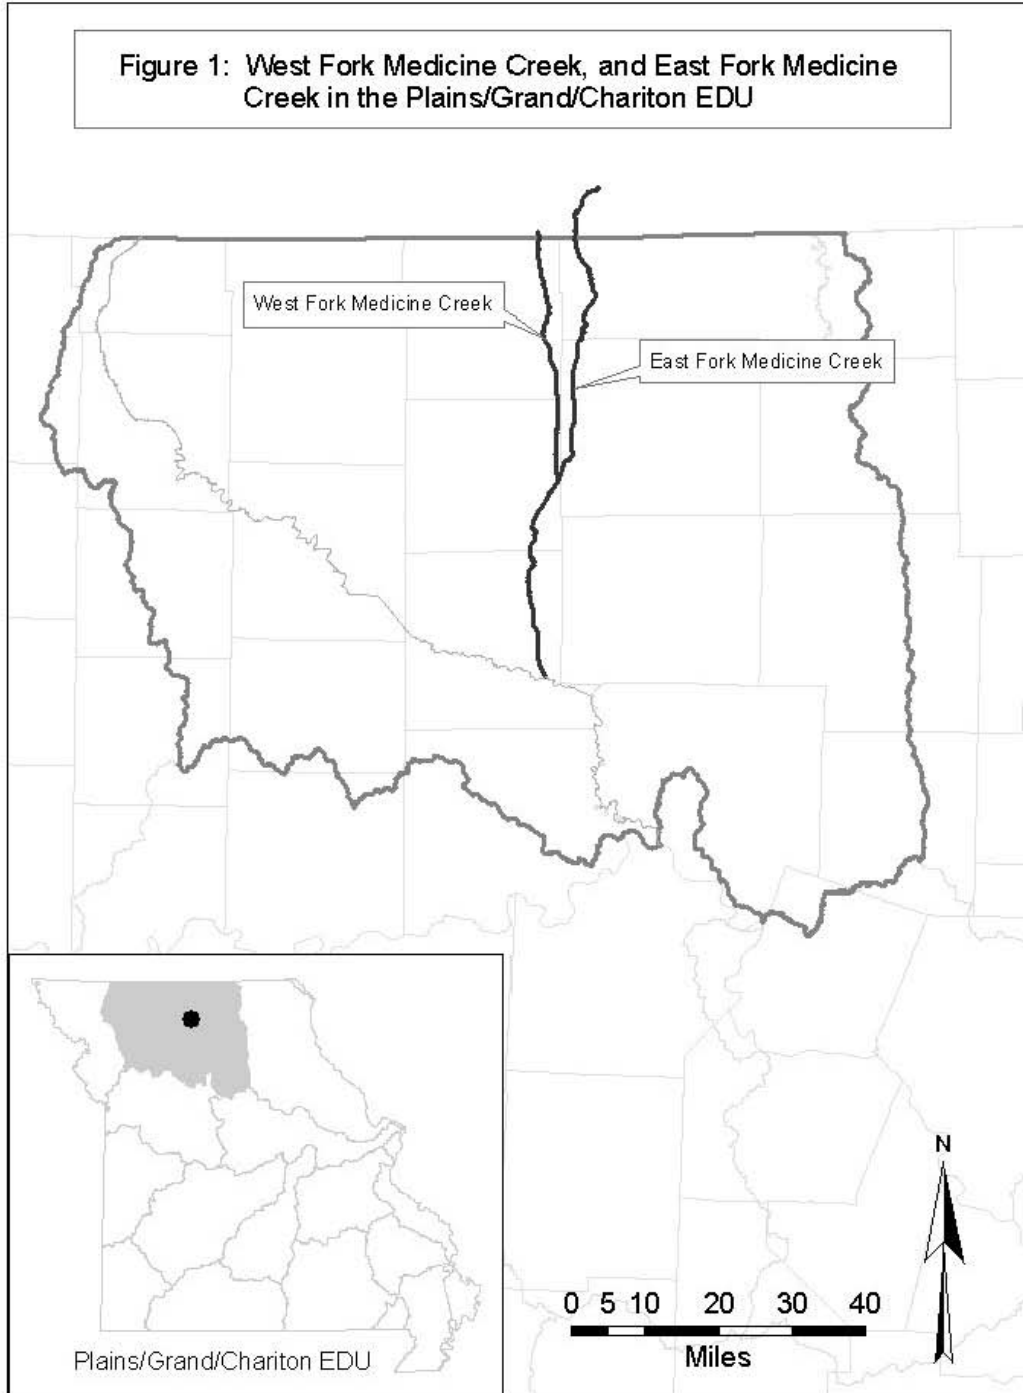 Figure 1: West Fork Medicine Creek, and East Fork Medicine
Creek in the Plains/Grand/Chariton EDU
West Fork Medicine Creek
East Fork Medicine Creek
N
0 5 10 20 30 40
Miles
Plains/Grand/Chariton EDU